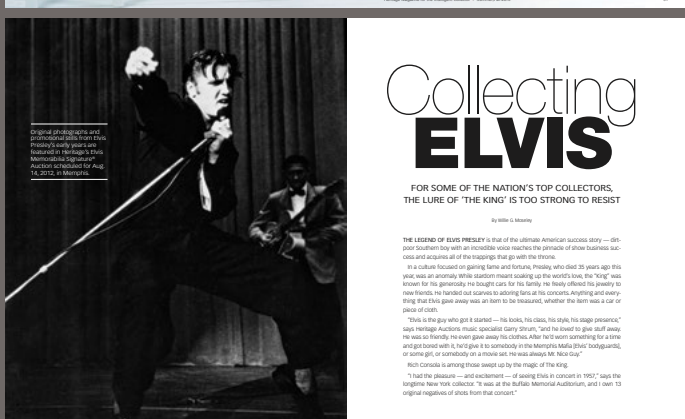 Original photographs and
promotional stills from Elvis
Presley's early years are
featured in Heritage's Elvis
Memorabilia Signature®
Auction scheduled for Aug.
14, 2012, in Memphis.
Collecting
ELVIS
FOR SOME OF THE NATION'S TOP COLLECTORS,
THE LURE OF 'THE KING' IS TOO STRONG TO RESIST
By Willie G. Moseley
THE LEGEND OF ELVIS PRESLEY is that of the ultimate American success story — dirt-
poor Southern boy with an incredible voice reaches the pinnacle of show business suc-
cess and acquires all of the trappings that go with the throne.
In a culture focused on gaining fame and fortune, Presley, who died 35 years ago this
year, was an anomaly. While stardom meant soaking up the world's love, the "King" was
known for his generosity. He bought cars for his family. He freely offered his jewelry to
new friends. He handed out scarves to adoring fans at his concerts. Anything and every-
thing that Elvis gave away was an item to be treasured, whether the item was a car or
piece of cloth.
"Elvis is the guy who got it started — his looks, his class, his style, his stage presence,"
says Heritage Auctions music specialist Garry Shrum, "and he loved to give stuff away.
He was so friendly. He even gave away his clothes. After he'd worn something for a time
and got bored with it, he'd give it to somebody in the Memphis Mafia [Elvis' bodyguards],
or some girl, or somebody on a movie set. He was always Mr. Nice Guy."
Rich Consola is among those swept up by the magic of The King.
"I had the pleasure — and excitement — of seeing Elvis in concert in 1957," says the
longtime New York collector. "It was at the Buffalo Memorial Auditorium, and I own 13
original negatives of shots from that concert."